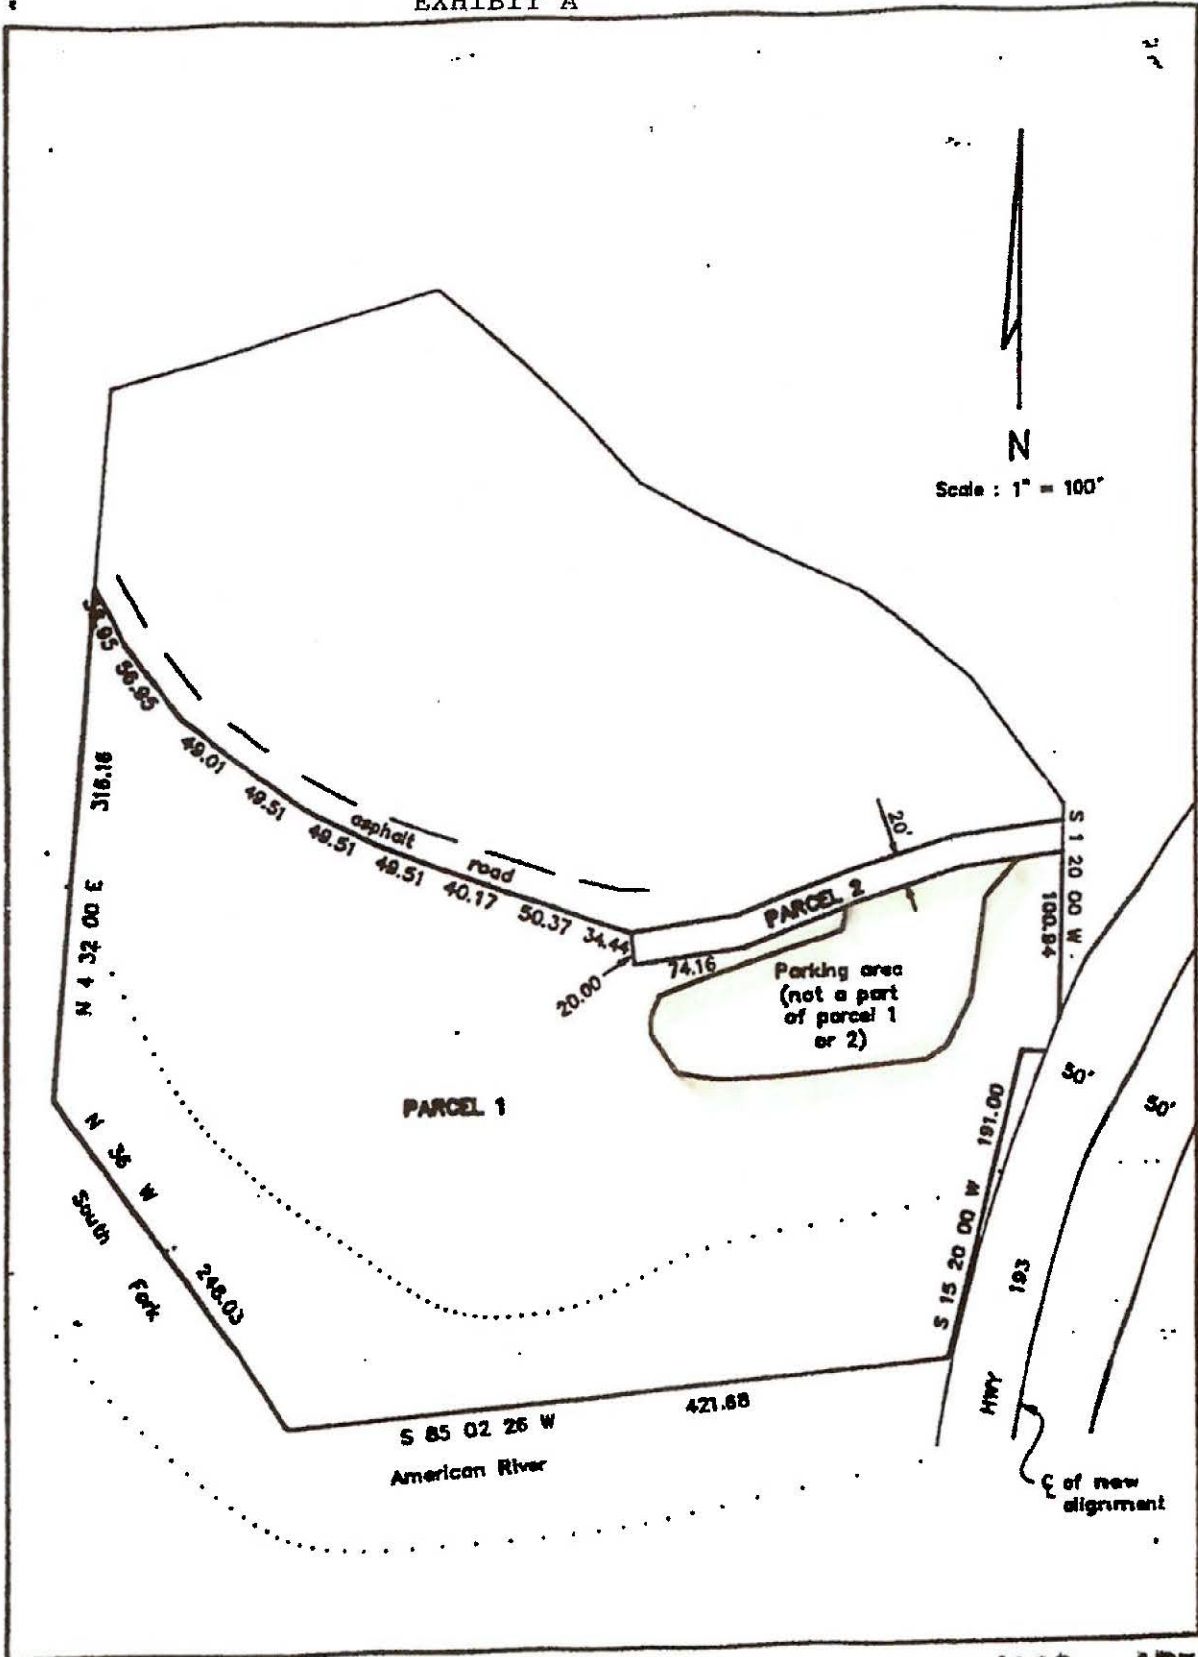 EXHIBIT A
N
Scale : 1" = 100'
56.95
49.01
49.51
49.51
49.51
40.17
50.37
34.44
asphalt
road
316.16
N 4 32 00 E
20'
PARCEL 2
S 1 20 00 W
100.94
74.16
20.00
Parking area
(not a part
of parcel 1
or 2)
PARCEL 1
50'
50'
191.00
S 15 20 00 W
N 36 W
248.03
South
Fork
193
HWY
421.68
S 85 02 26 W
American River
℄ of new
alignment